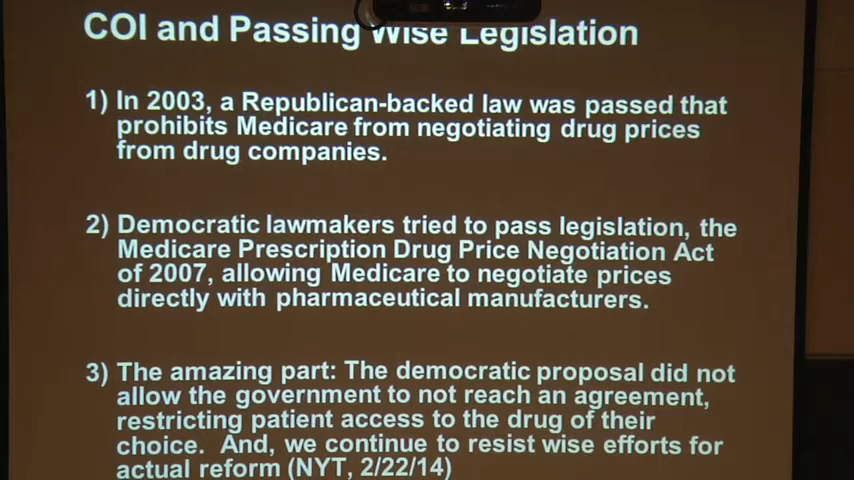 COI and Passing Wise Legislation
1) In 2003, a Republican-backed law was passed that
prohibits Medicare from negotiating drug prices
from drug companies.
2) Democratic lawmakers tried to pass legislation, the
Medicare Prescription Drug Price Negotiation Act
of 2007, allowing Medicare to negotiate prices
directly with pharmaceutical manufacturers.
3) The amazing part: The democratic proposal did not
allow the government to not reach an agreement,
restricting patient access to the drug of their
choice. And, we continue to resist wise efforts for
actual reform (NYT, 2/22/14)